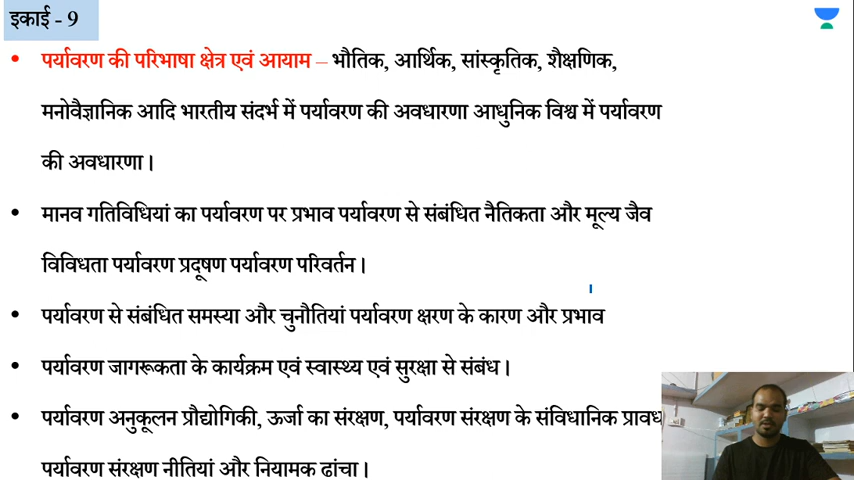 इकाई - 9
• पर्यावरण की परिभाषा क्षेत्र एवं आयाम – भौतिक, आर्थिक, सांस्कृतिक, शैक्षणिक,
मनोवैज्ञानिक आदि भारतीय संदर्भ में पर्यावरण की अवधारणा आधुनिक विश्व में पर्यावरण
की अवधारणा।
• मानव गतिविधियां का पर्यावरण पर प्रभाव पर्यावरण से संबंधित नैतिकता और मूल्य जैव
विविधता पर्यावरण प्रदूषण पर्यावरण परिवर्तन।
• पर्यावरण से संबंधित समस्या और चुनौतियां पर्यावरण क्षरण के कारण और प्रभाव
• पर्यावरण जागरूकता के कार्यक्रम एवं स्वास्थ्य एवं सुरक्षा से संबंध।
• पर्यावरण अनुकूलन प्रौद्योगिकी, ऊर्जा का संरक्षण, पर्यावरण संरक्षण के संविधानिक
पर्यावरण संरक्षण नीतियां और नियामक ढांचा।